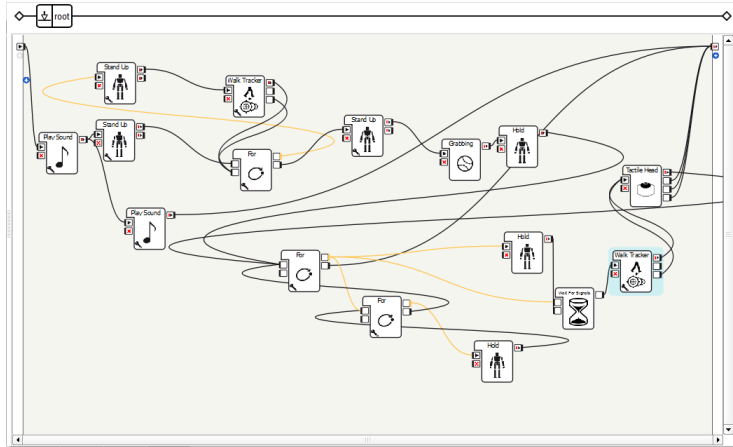 root
Stand Up
Walk Tracker
Play Sound
Stand Up
For
Stand Up
Grabbing
Hold
Tactile Head
Play Sound
For
Hold
Walk Tracker
Wait For Signals
For
Hold